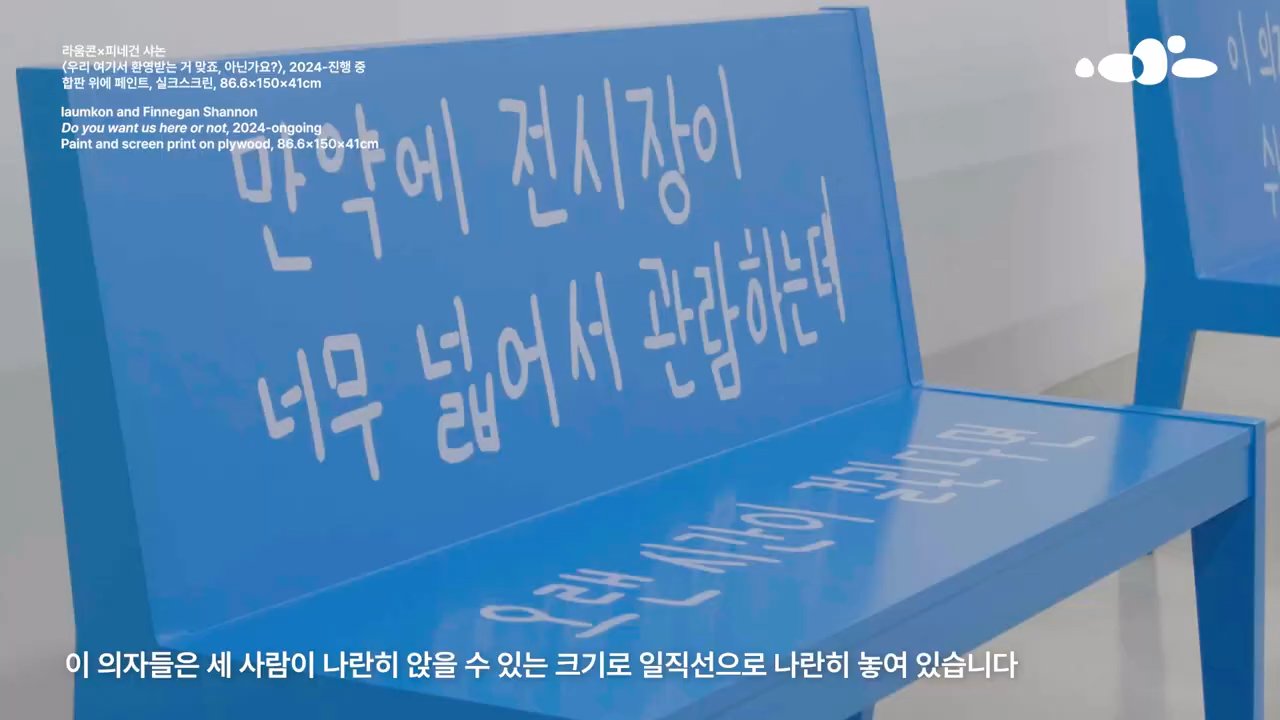 라움콘×피네건 샤논
〈우리 여기서 환영받는 거 맞죠, 아닌가요?〉, 2024-진행 중
합판 위에 페인트, 실크스크린, 86.6×150×41cm
laumkon and Finnegan Shannon
Do you want us here or not, 2024-ongoing
Paint and screen print on plywood, 86.6×150×41cm
만약에 전시장이
너무 넓어서 관람하는데
오랜 시간이 걸린다면
이 의
이 의자들은 세 사람이 나란히 앉을 수 있는 크기로 일직선으로 나란히 놓여 있습니다